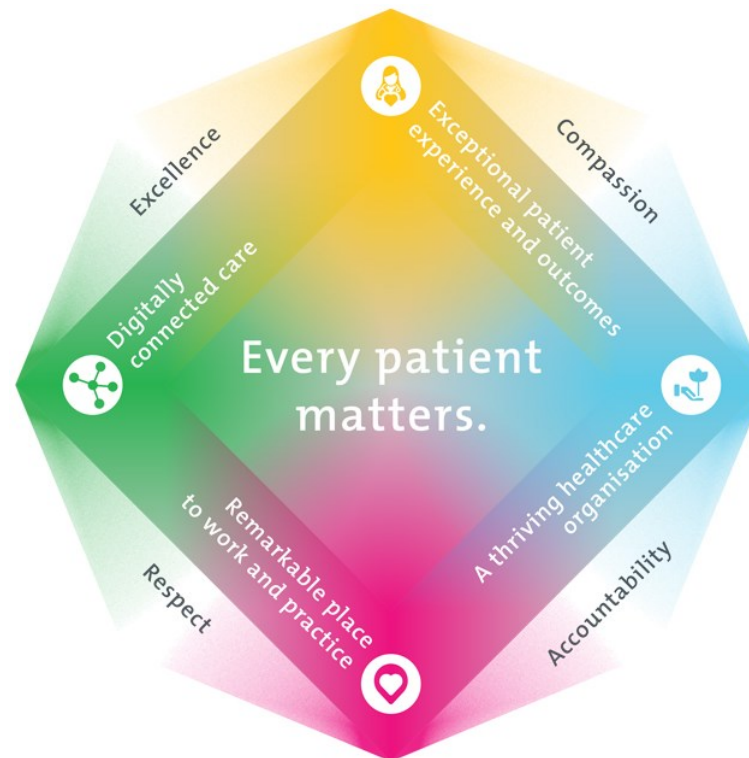 Excellence
Compassion
Exceptional patient
experience and outcomes
Digitally
connected care
Every patient
matters.
A thriving healthcare
organisation
Remarkable place
to work and practice
Respect
Accountability